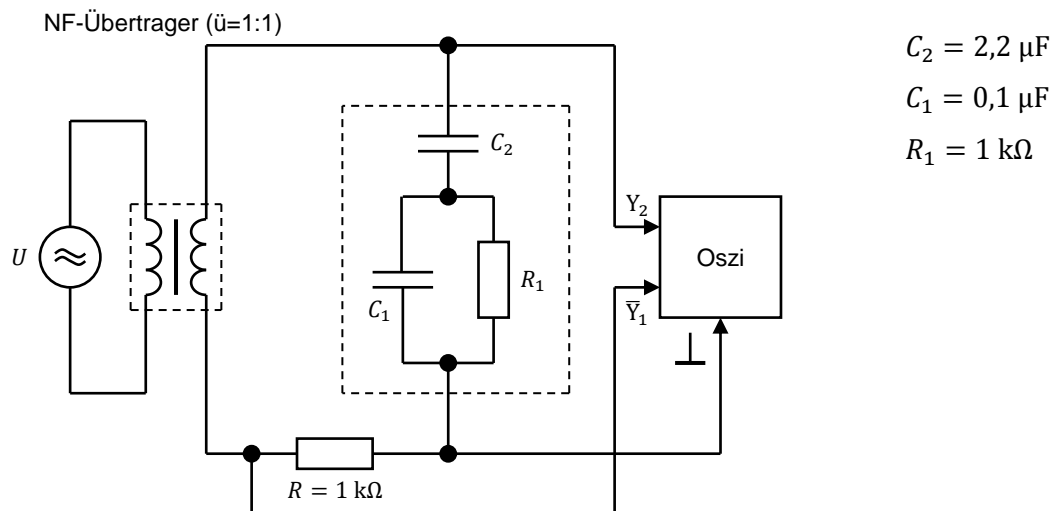 NF-Übertrager (ü=1:1)
C₂ = 2,2 μF
C₁ = 0,1 μF
R₁ = 1 kΩ
C₂
Y₂
U
Oszi
R₁
C₁
Y̅₁
R = 1 kΩ